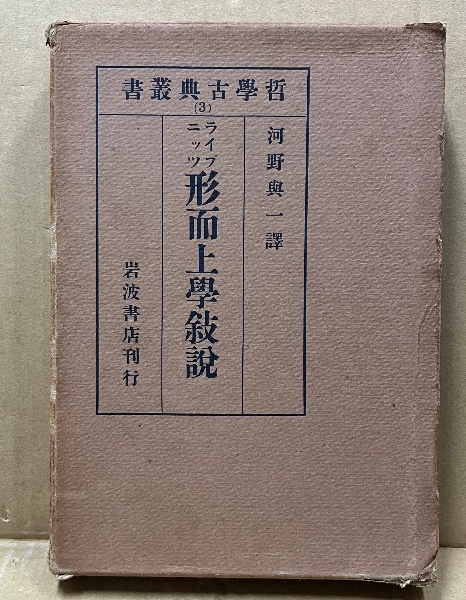 哲學古典叢書
(3)
河野與一譯
ライプ
ニッツ
形而上學敍說
岩波書店刊行